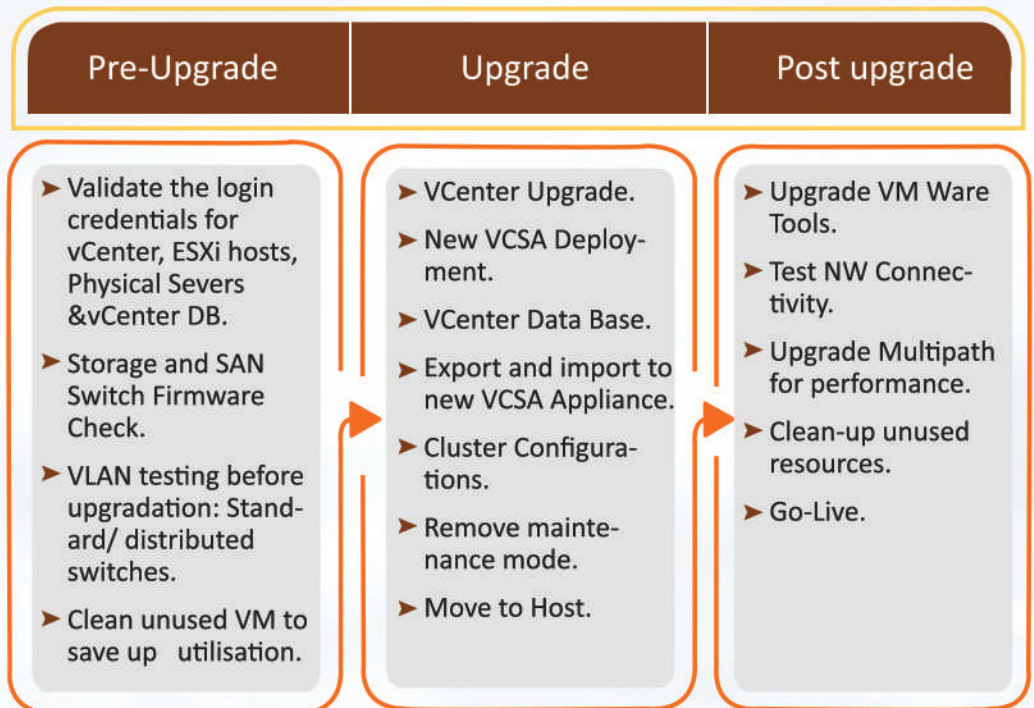 Pre-Upgrade
Upgrade
Post upgrade
➤ Validate the login
credentials for
vCenter, ESXi hosts,
Physical Severs
&vCenter DB.
➤ Storage and SAN
Switch Firmware
Check.
➤ VLAN testing before
upgradation: Stand-
ard/ distributed
switches.
➤ Clean unused VM to
save up utilisation.
➤ VCenter Upgrade.
➤ New VCSA Deploy-
ment.
➤ VCenter Data Base.
➤ Export and import to
new VCSA Appliance.
➤ Cluster Configura-
tions.
➤ Remove mainte-
nance mode.
➤ Move to Host.
➤ Upgrade VM Ware
Tools.
➤ Test NW Connec-
tivity.
➤ Upgrade Multipath
for performance.
➤ Clean-up unused
resources.
➤ Go-Live.